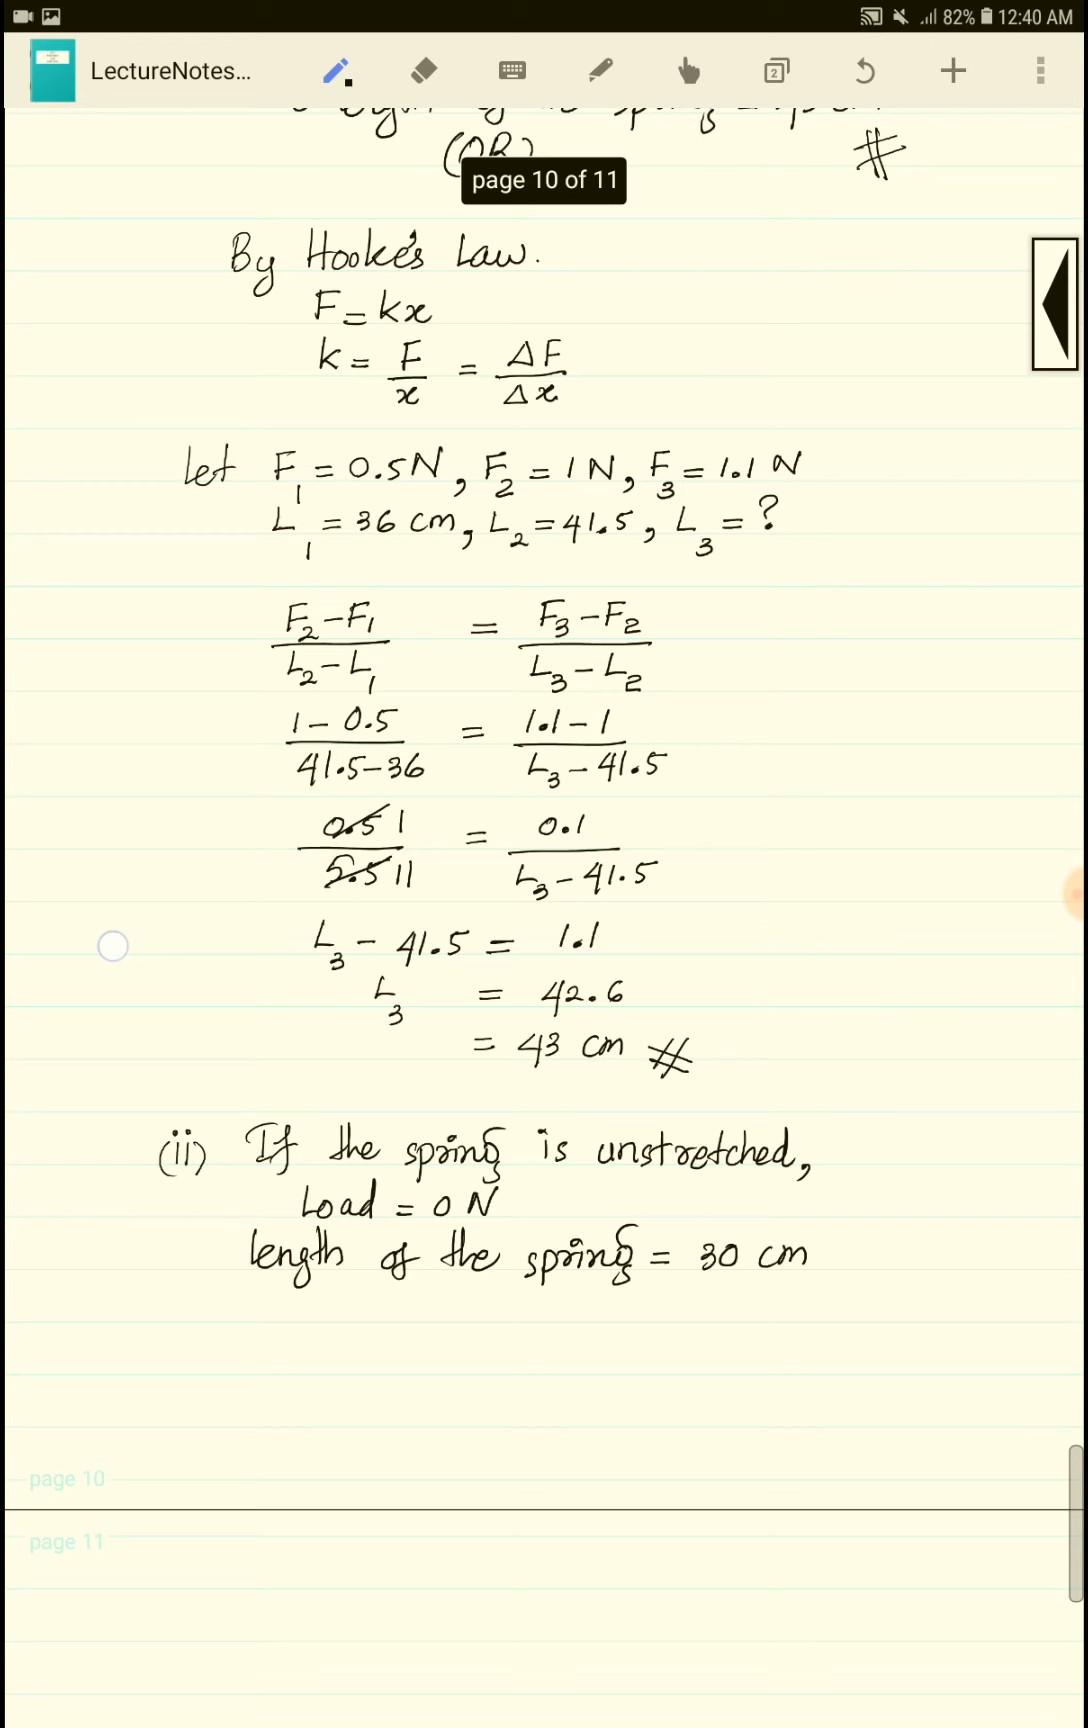 82% 12:40 AM
LectureNotes...
2
(OR)
page 10 of 11
By Hooke's Law.
F = kx
k = F/x = ΔF/Δx
let F₁ = 0.5N, F₂ = 1 N, F₃ = 1.1 N
L₁ = 36 cm, L₂ = 41.5, L₃ = ?
(F₂ - F₁)/(L₂ - L₁) = (F₃ - F₂)/(L₃ - L₂)
(1 - 0.5)/(41.5 - 36) = (1.1 - 1)/(L₃ - 41.5)
0.5 1/5.5 11 = 0.1/(L₃ - 41.5)
L₃ - 41.5 = 1.1
L₃ = 42.6
= 43 cm #
(ii) If the spring is unstretched,
Load = 0 N
length of the spring = 30 cm
page 10
page 11